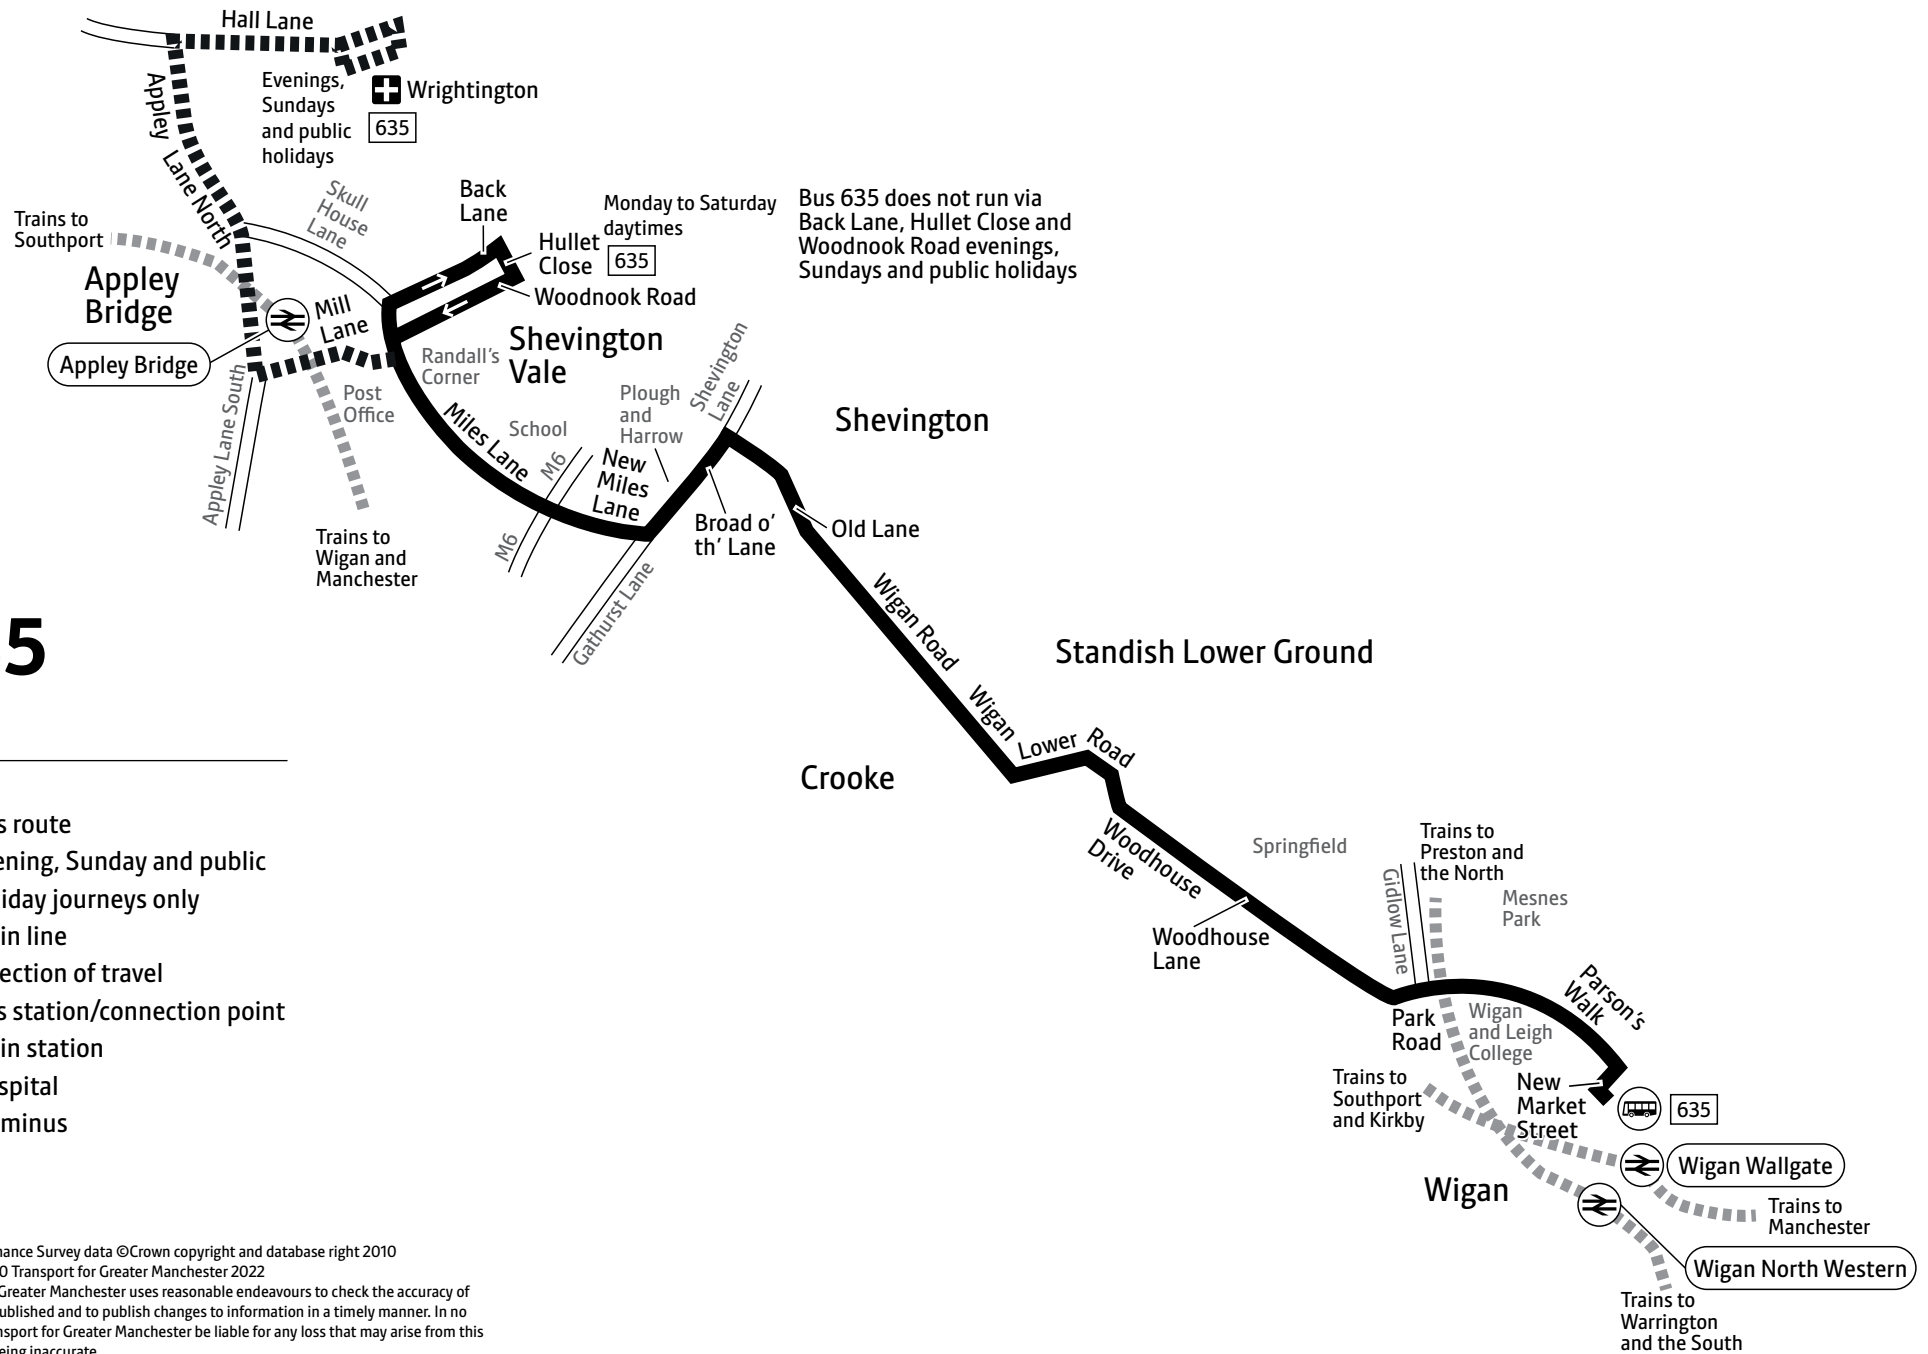 Hall Lane
Appley
Lane North
Evenings,
Sundays
and public
holidays
Wrightington
635
Skull
House
Lane
Trains to
Southport
Appley
Bridge
Appley Bridge
Mill
Lane
Back
Lane
Hullet
Close
Monday to Saturday
daytimes
635
Woodnook Road
Bus 635 does not run via
Back Lane, Hullet Close and
Woodnook Road evenings,
Sundays and public holidays
Randall's
Corner
Shevington
Vale
Post
Office
Appley Lane South
Trains to
Wigan and
Manchester
Miles Lane
School
M6
M6
New
Miles
Lane
Plough
and
Harrow
Shevington
Lane
Shevington
Broad o'
th' Lane
Old Lane
Gathurst Lane
Wigan Road
Standish Lower Ground
Wigan
Lower
Road
Crooke
Woodhouse
Drive
Springfield
Woodhouse
Lane
Gidlow Lane
Trains to
Preston and
the North
Mesnes
Park
Parson's
Walk
Park
Road
Wigan
and Leigh
College
New
Market
Street
635
Trains to
Southport
and Kirkby
Wigan Wallgate
Wigan
Trains to
Manchester
Wigan North Western
Trains to
Warrington
and the South
5
s route
ening, Sunday and public
iday journeys only
in line
ection of travel
s station/connection point
in station
spital
minus
nance Survey data ©Crown copyright and database right 2010
0 Transport for Greater Manchester 2022
Greater Manchester uses reasonable endeavours to check the accuracy of
ublished and to publish changes to information in a timely manner. In no
nsport for Greater Manchester be liable for any loss that may arise from this
eing inaccurate